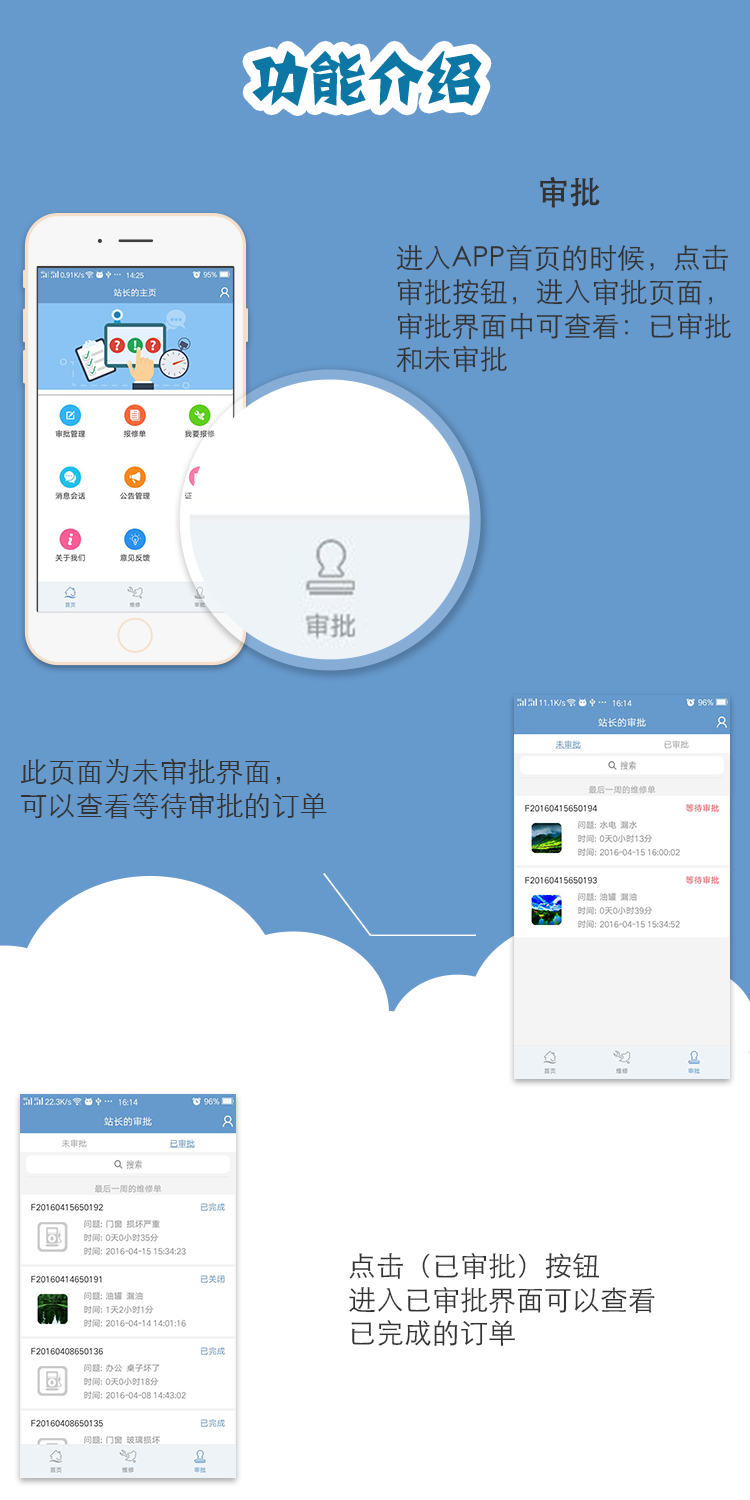 功能介绍
审批
进入APP首页的时候，点击
审批按钮，进入审批页面，
审批界面中可查看：已审批
和未审批
0.91K/s 14:25 95%
站长的主页
审批管理 报修单 我要报修
消息会话 公告管理 证
关于我们 意见反馈
首页 维修 审批
审批
此页面为未审批界面，
可以查看等待审批的订单
11.1K/s 16:14 96%
站长的审批
未审批 已审批
搜索
最后一周的维修单
F20160415650194 等待审批
问题: 水电 漏水
时间: 0天0小时13分
时间: 2016-04-15 16:00:02
F20160415650193 等待审批
问题: 油罐 漏油
时间: 0天0小时39分
时间: 2016-04-15 15:34:52
首页 维修 审批
22.3K/s 16:14 96%
站长的审批
未审批 已审批
搜索
最后一周的维修单
F20160415650192 已完成
问题: 门窗 损坏严重
时间: 0天0小时35分
时间: 2016-04-15 15:34:23
F20160414650191 已关闭
问题: 油罐 漏油
时间: 1天2小时1分
时间: 2016-04-14 14:01:16
F20160408650136 已完成
问题: 办公 桌子坏了
时间: 0天0小时18分
时间: 2016-04-08 14:43:02
F20160408650135 已完成
问题: 门窗 玻璃损坏
首页 维修 审批
点击（已审批）按钮
进入已审批界面可以查看
已完成的订单